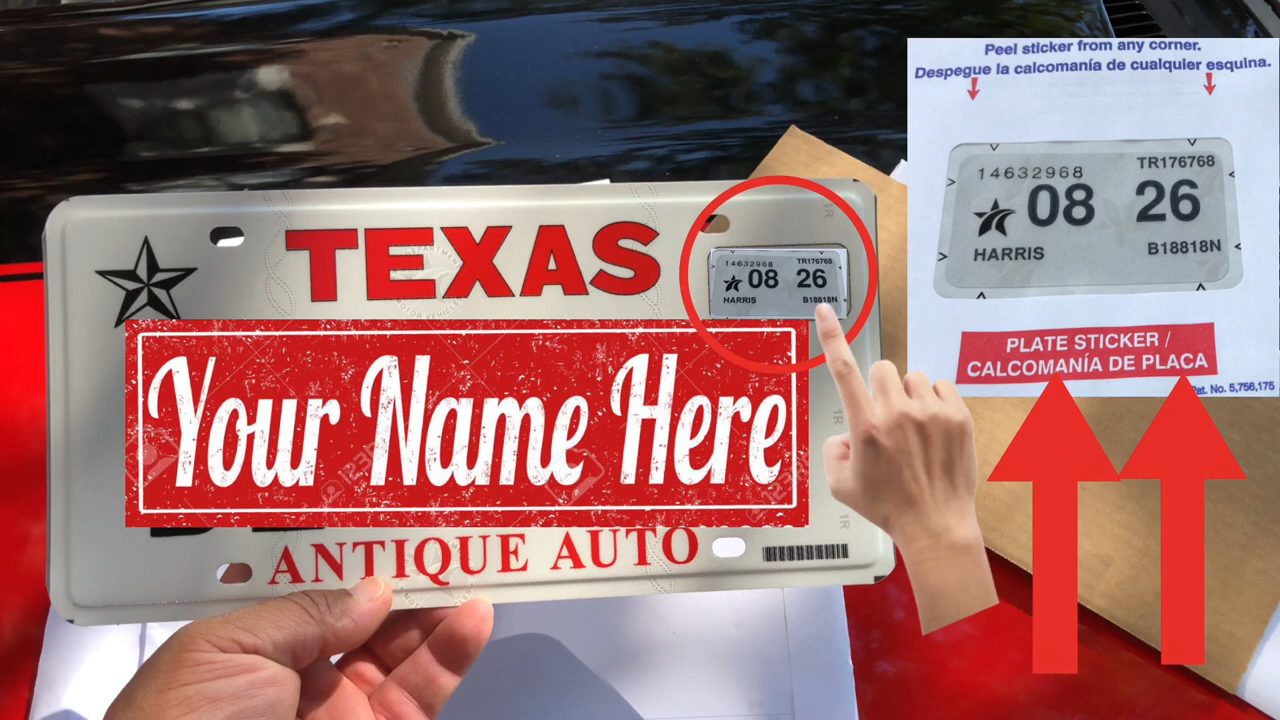 TEXAS
14632968 TR176768
08 26
HARRIS B18818N
Your Name Here
ANTIQUE AUTO
Peel sticker from any corner.
Despegue la calcomanía de cualquier esquina.
14632968 TR176768
08 26
HARRIS B18818N
PLATE STICKER /
CALCOMANÍA DE PLACA
Pat. No. 5,756,175